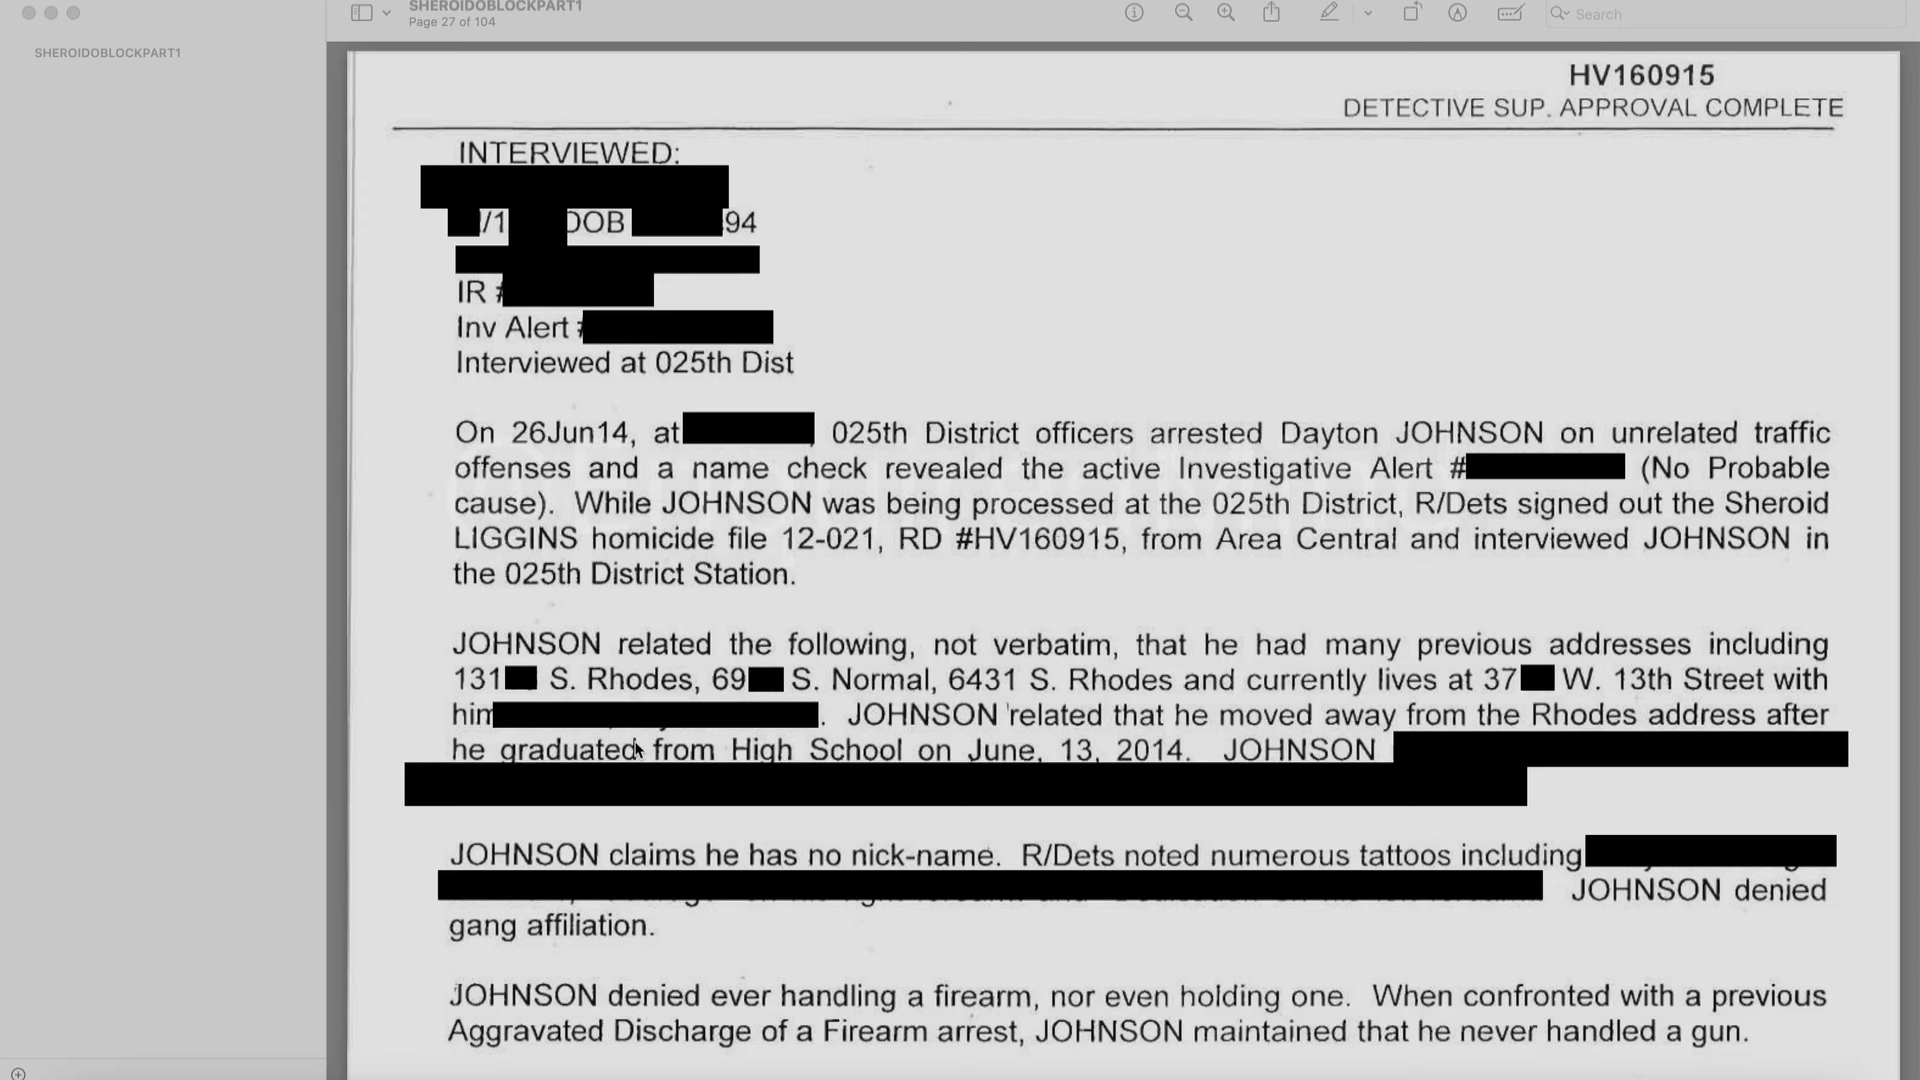 SHEROIDOBLOCKPART1
Page 27 of 104
Search
SHEROIDOBLOCKPART1
HV160915
DETECTIVE SUP. APPROVAL COMPLETE
INTERVIEWED:
/1 DOB 94
IR #
Inv Alert #
Interviewed at 025th Dist
On 26Jun14, at 025th District officers arrested Dayton JOHNSON on unrelated traffic
offenses and a name check revealed the active Investigative Alert # (No Probable
cause). While JOHNSON was being processed at the 025th District, R/Dets signed out the Sheroid
LIGGINS homicide file 12-021, RD #HV160915, from Area Central and interviewed JOHNSON in
the 025th District Station.
JOHNSON related the following, not verbatim, that he had many previous addresses including
131 S. Rhodes, 69 S. Normal, 6431 S. Rhodes and currently lives at 37 W. 13th Street with
him . JOHNSON related that he moved away from the Rhodes address after
he graduated from High School on June, 13, 2014. JOHNSON
JOHNSON claims he has no nick-name. R/Dets noted numerous tattoos including
JOHNSON denied
gang affiliation.
JOHNSON denied ever handling a firearm, nor even holding one. When confronted with a previous
Aggravated Discharge of a Firearm arrest, JOHNSON maintained that he never handled a gun.